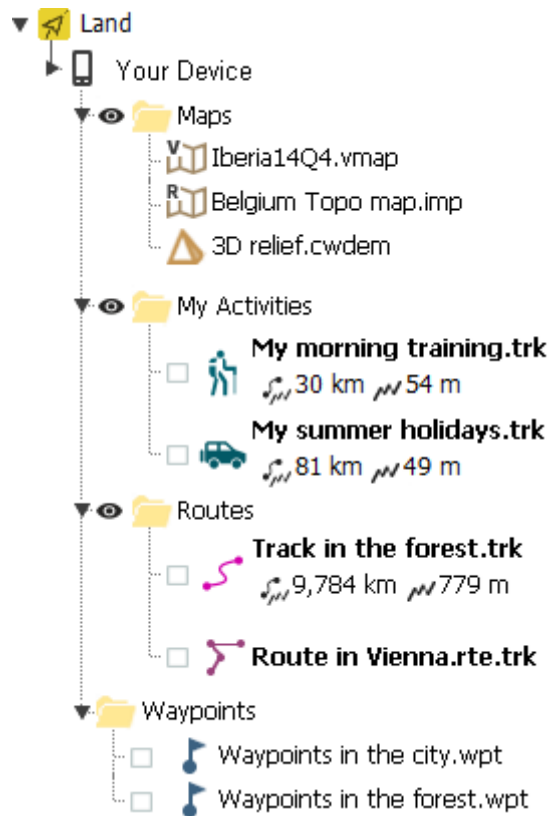 Land
Your Device
Maps
V Iberia14Q4.vmap
R Belgium Topo map.imp
3D relief.cwdem
My Activities
My morning training.trk
30 km 54 m
My summer holidays.trk
81 km 49 m
Routes
Track in the forest.trk
9,784 km 779 m
Route in Vienna.rte.trk
Waypoints
Waypoints in the city.wpt
Waypoints in the forest.wpt